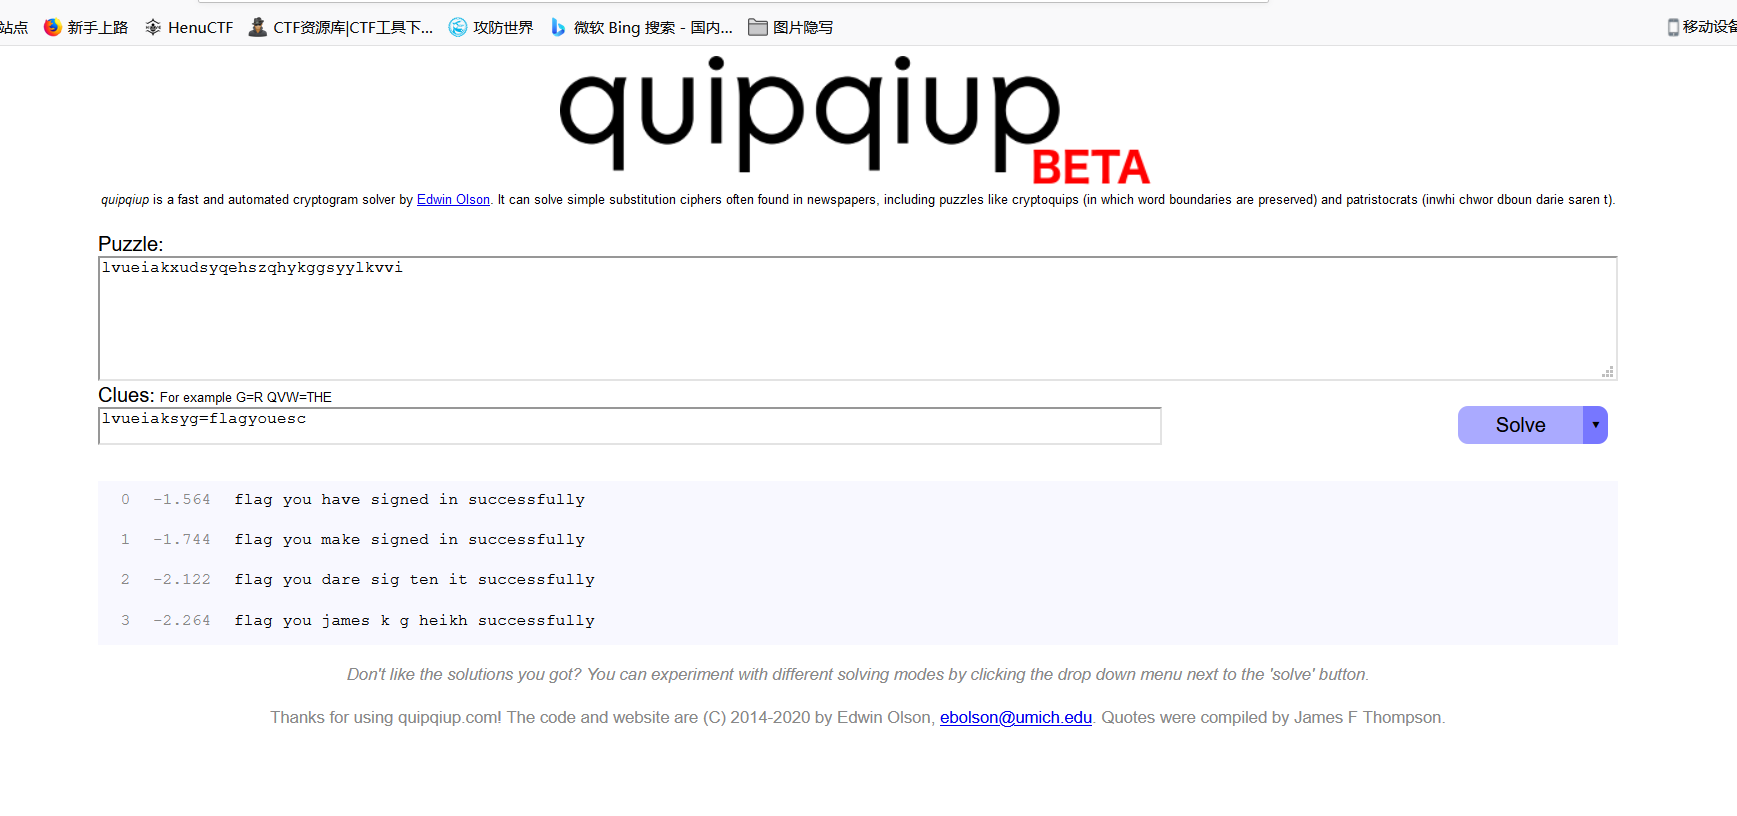 站点 新手上路 HenuCTF CTF资源库|CTF工具下... 攻防世界 微软 Bing 搜索 - 国内... 图片隐写 移动设备
quipqiup
BETA
quipqiup is a fast and automated cryptogram solver by Edwin Olson. It can solve simple substitution ciphers often found in newspapers, including puzzles like cryptoquips (in which word boundaries are preserved) and patristocrats (inwhi chwor dboun darie saren t).
Puzzle:
lvueiakxudsyqehszqhykggsyylkvvi
Clues: For example G=R QVW=THE
lvueiaksyg=flagyouesc
Solve ▼
0 -1.564 flag you have signed in successfully
1 -1.744 flag you make signed in successfully
2 -2.122 flag you dare sig ten it successfully
3 -2.264 flag you james k g heikh successfully
Don't like the solutions you got? You can experiment with different solving modes by clicking the drop down menu next to the 'solve' button.
Thanks for using quipqiup.com! The code and website are (C) 2014-2020 by Edwin Olson, ebolson@umich.edu. Quotes were compiled by James F Thompson.